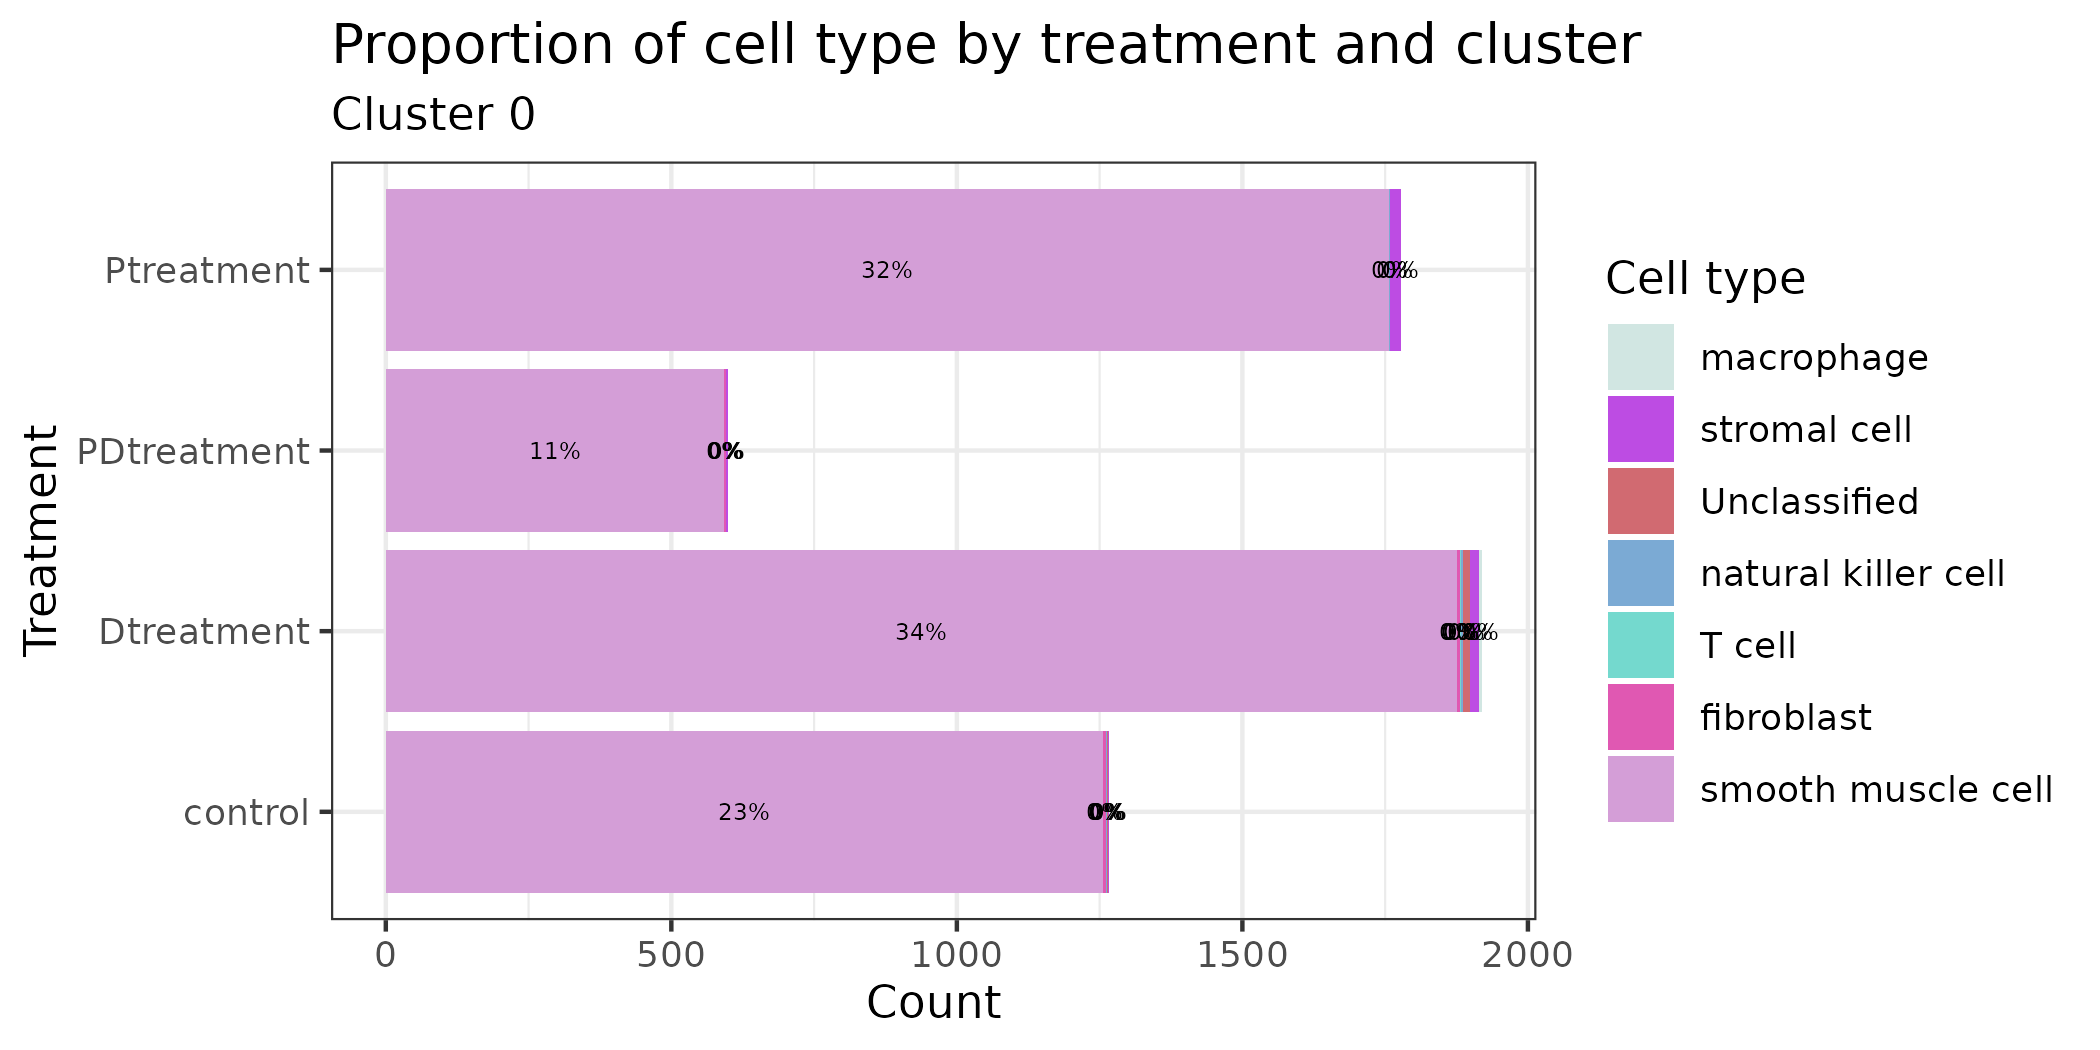 Proportion of cell type by treatment and cluster
Cluster 0
Treatment
Ptreatment
32%
PDtreatment
11%
0%
Dtreatment
34%
control
23%
0%
0
500
1000
1500
2000
Count
Cell type
macrophage
stromal cell
Unclassified
natural killer cell
T cell
fibroblast
smooth muscle cell